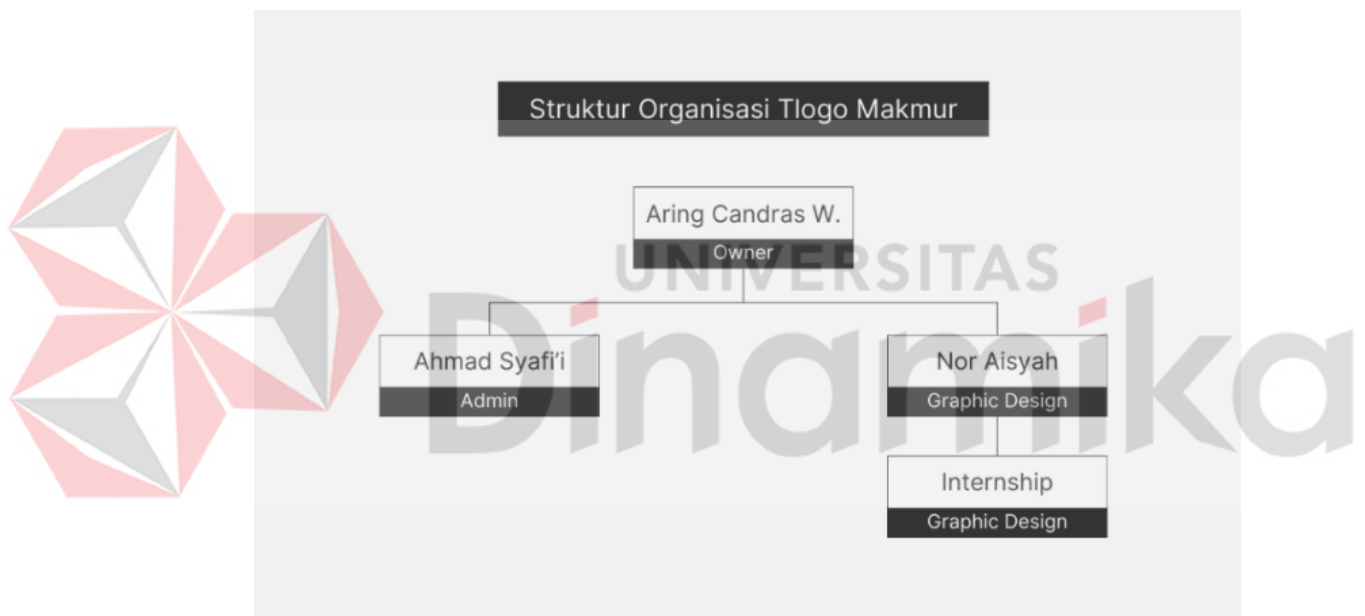 Struktur Organisasi Tlogo Makmur
Aring Candras W.
Owner
UNIVERSITAS
Dinamika
Ahmad Syafi'i
Admin
Nor Aisyah
Graphic Design
Internship
Graphic Design